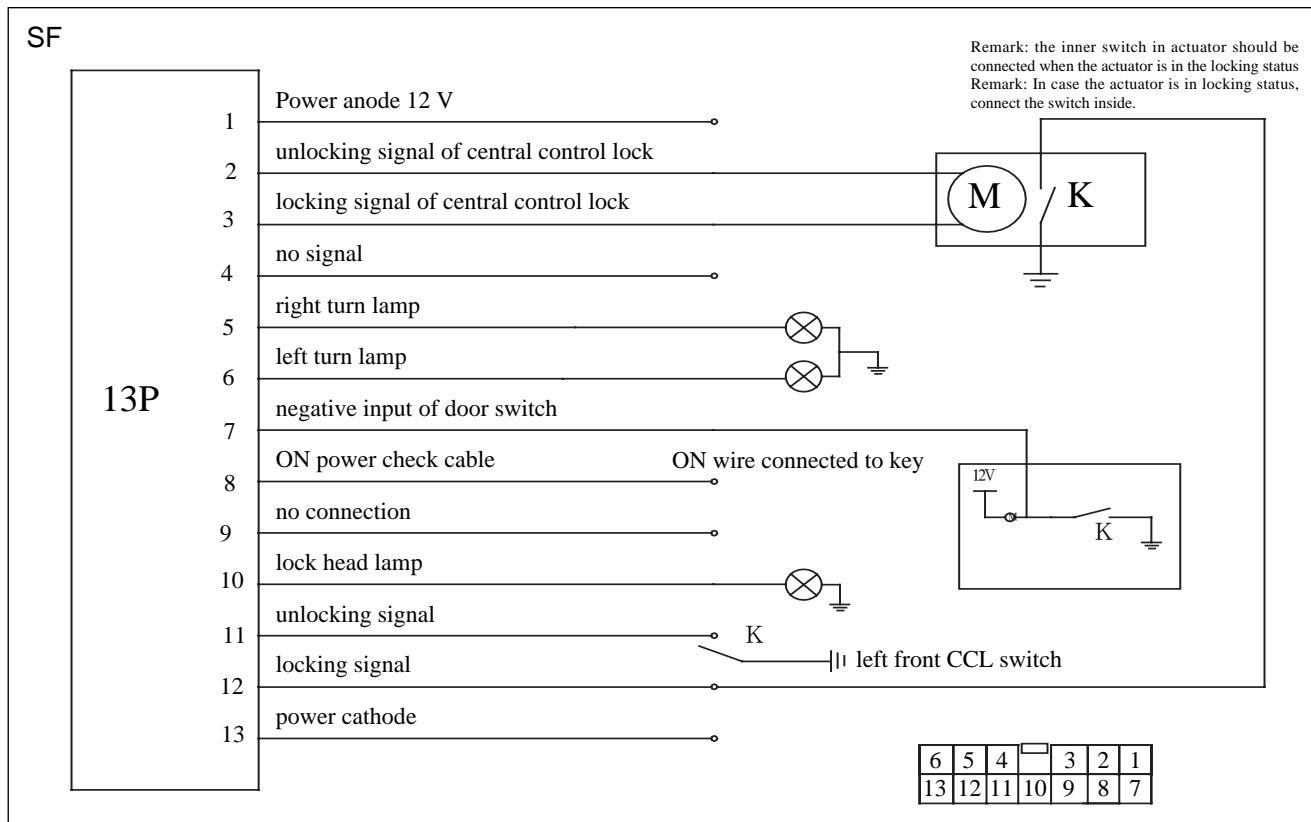 SF
Remark: the inner switch in actuator should be
connected when the actuator is in the locking status
Remark: In case the actuator is in locking status,
connect the switch inside.
13P
1 Power anode 12 V
2 unlocking signal of central control lock
3 locking signal of central control lock
M K
4 no signal
5 right turn lamp
6 left turn lamp
7 negative input of door switch
8 ON power check cable ON wire connected to key
12V
K
9 no connection
10 lock head lamp
11 unlocking signal
K
left front CCL switch
12 locking signal
13 power cathode
6 5 4 3 2 1
13 12 11 10 9 8 7